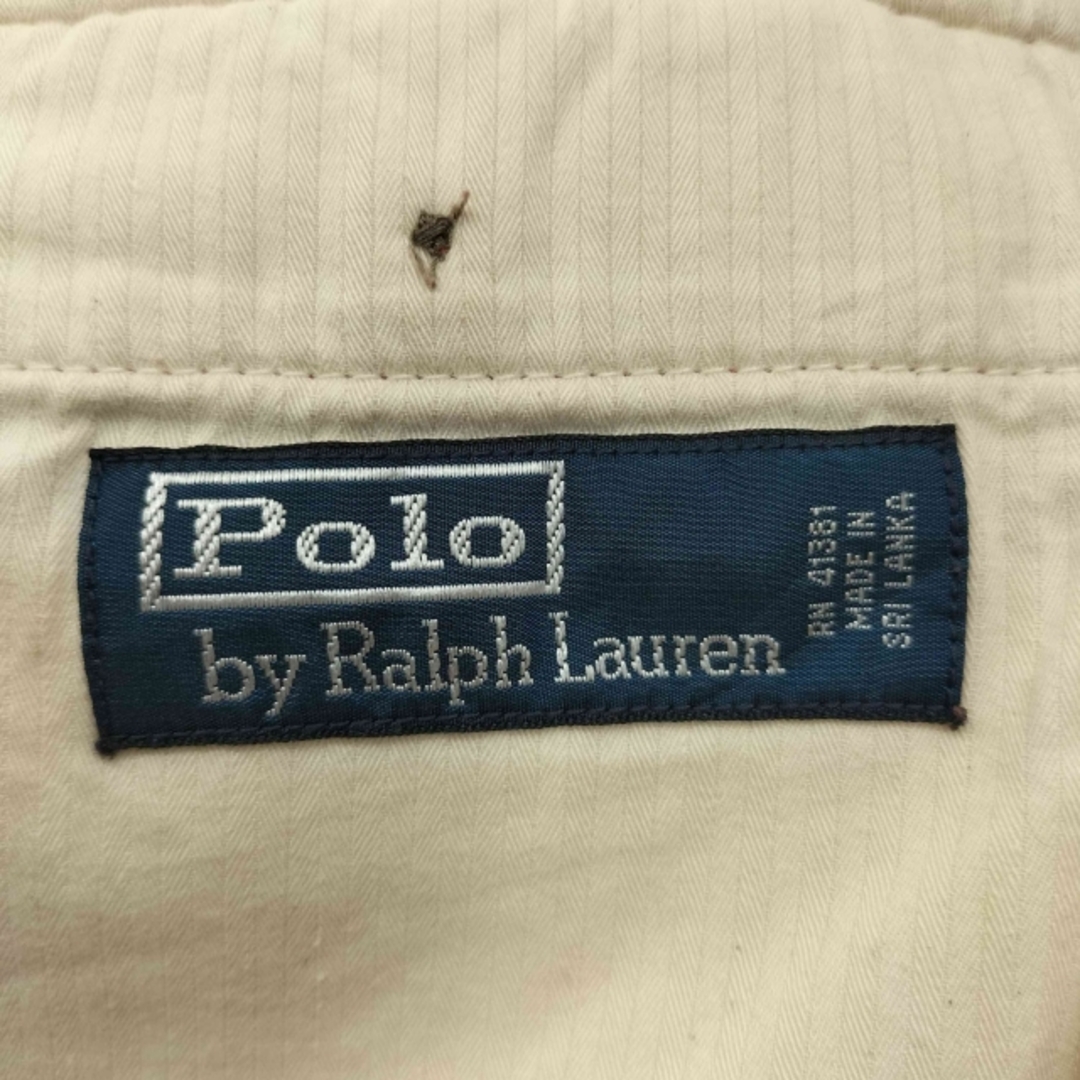 Polo
by Ralph Lauren
RN 41381
MADE IN
SRI LANKA